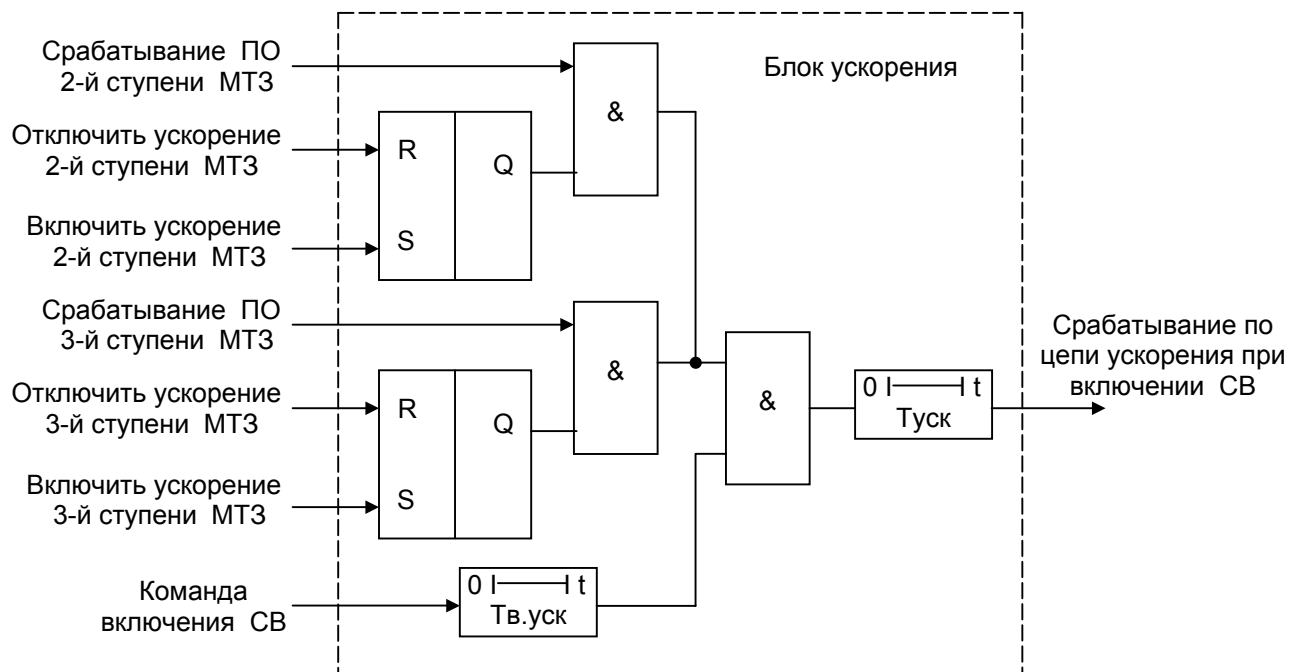 Срабатывание ПО
2-й ступени МТЗ
Блок ускорения
&
Отключить ускорение
2-й ступени МТЗ
R
Q
Включить ускорение
2-й ступени МТЗ
S
Срабатывание ПО
3-й ступени МТЗ
&
Отключить ускорение
3-й ступени МТЗ
R
Q
Включить ускорение
3-й ступени МТЗ
S
&
0 t
Туск
Срабатывание по
цепи ускорения при
включении СВ
Команда
включения СВ
0 t
Тв.уск